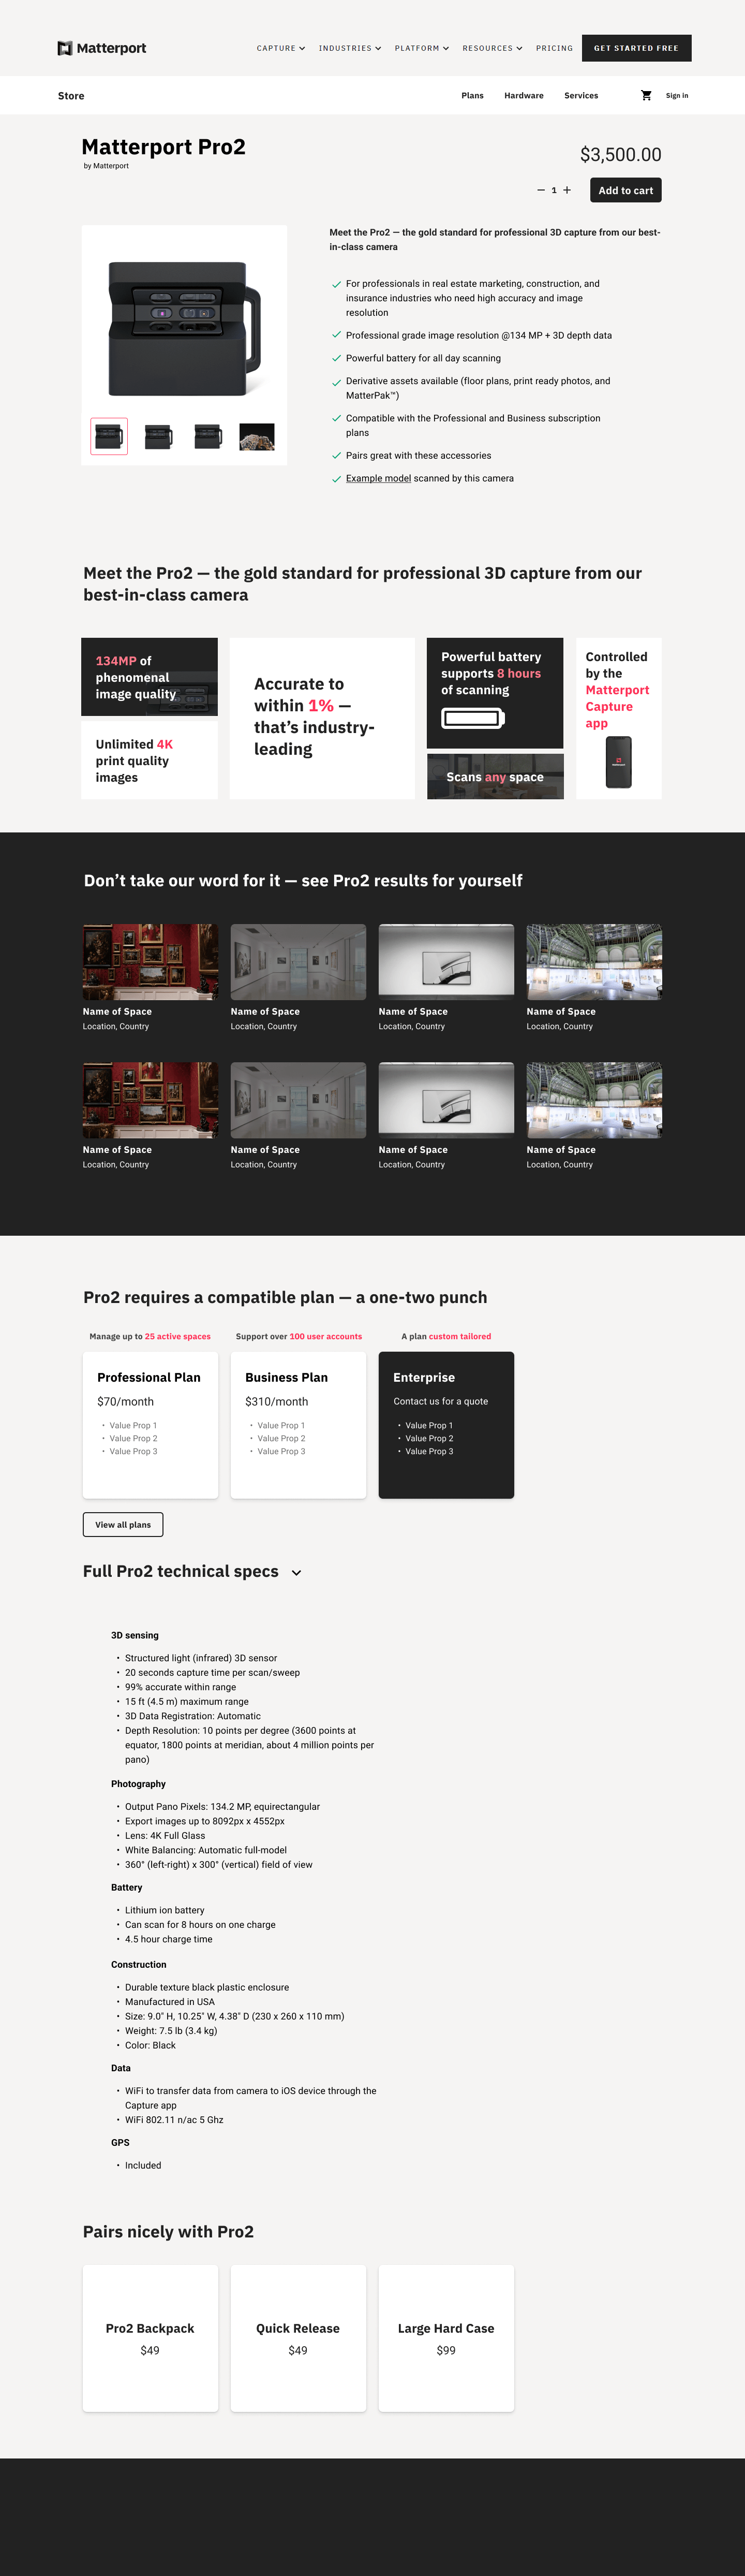 Matterport
CAPTURE
INDUSTRIES
PLATFORM
RESOURCES
PRICING
GET STARTED FREE
Store
Plans
Hardware
Services
Sign in
Matterport Pro2
by Matterport
$3,500.00
1
Add to cart
Meet the Pro2 — the gold standard for professional 3D capture from our best-
in-class camera
For professionals in real estate marketing, construction, and
insurance industries who need high accuracy and image
resolution
Professional grade image resolution @134 MP + 3D depth data
Powerful battery for all day scanning
Derivative assets available (floor plans, print ready photos, and
MatterPak™)
Compatible with the Professional and Business subscription
plans
Pairs great with these accessories
Example model scanned by this camera
Meet the Pro2 — the gold standard for professional 3D capture from our
best-in-class camera
134MP of
phenomenal
image quality
Unlimited 4K
print quality
images
Accurate to
within 1% —
that's industry-
leading
Powerful battery
supports 8 hours
of scanning
Scans any space
Controlled
by the
Matterport
Capture
app
matterport
Don't take our word for it — see Pro2 results for yourself
Name of Space
Location, Country
Name of Space
Location, Country
Name of Space
Location, Country
Name of Space
Location, Country
Name of Space
Location, Country
Name of Space
Location, Country
Name of Space
Location, Country
Name of Space
Location, Country
Pro2 requires a compatible plan — a one-two punch
Manage up to 25 active spaces
Professional Plan
$70/month
• Value Prop 1
• Value Prop 2
• Value Prop 3
Support over 100 user accounts
Business Plan
$310/month
• Value Prop 1
• Value Prop 2
• Value Prop 3
A plan custom tailored
Enterprise
Contact us for a quote
• Value Prop 1
• Value Prop 2
• Value Prop 3
View all plans
Full Pro2 technical specs
3D sensing
• Structured light (infrared) 3D sensor
• 20 seconds capture time per scan/sweep
• 99% accurate within range
• 15 ft (4.5 m) maximum range
• 3D Data Registration: Automatic
• Depth Resolution: 10 points per degree (3600 points at
equator, 1800 points at meridian, about 4 million points per
pano)
Photography
• Output Pano Pixels: 134.2 MP, equirectangular
• Export images up to 8092px x 4552px
• Lens: 4K Full Glass
• White Balancing: Automatic full-model
• 360° (left-right) x 300° (vertical) field of view
Battery
• Lithium ion battery
• Can scan for 8 hours on one charge
• 4.5 hour charge time
Construction
• Durable texture black plastic enclosure
• Manufactured in USA
• Size: 9.0" H, 10.25" W, 4.38" D (230 x 260 x 110 mm)
• Weight: 7.5 lb (3.4 kg)
• Color: Black
Data
• WiFi to transfer data from camera to iOS device through the
Capture app
• WiFi 802.11 n/ac 5 Ghz
GPS
• Included
Pairs nicely with Pro2
Pro2 Backpack
$49
Quick Release
$49
Large Hard Case
$99